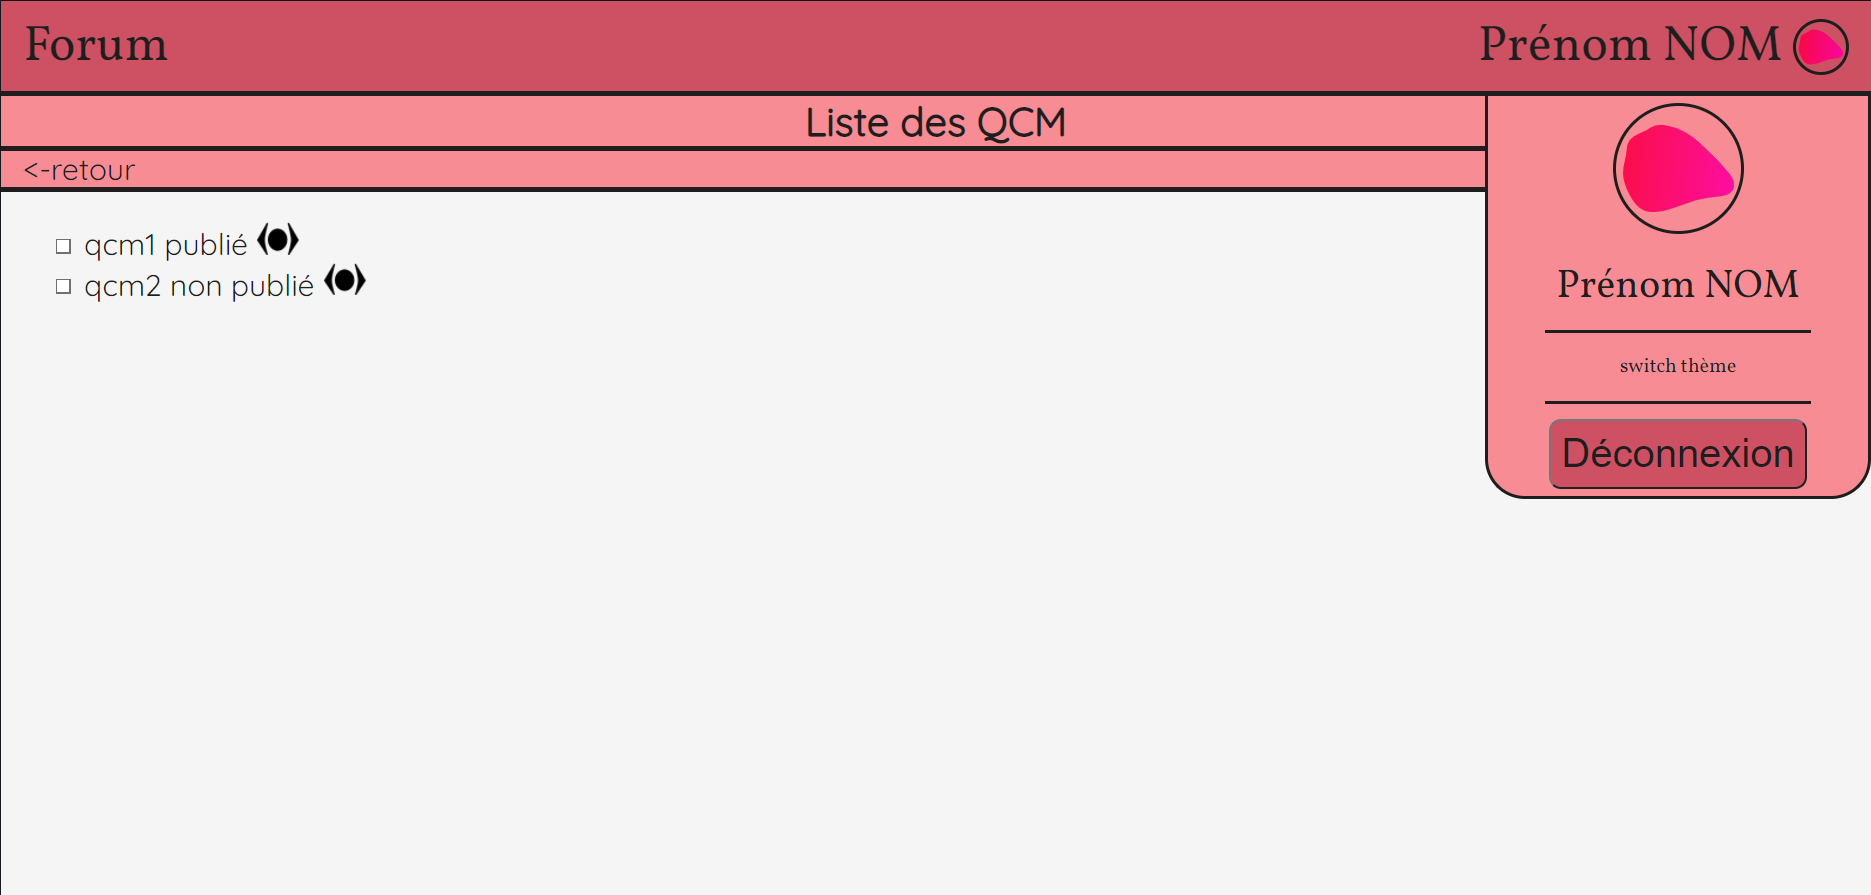 Forum
Prénom NOM
Liste des QCM
<-retour
qcm1 publié
qcm2 non publié
Prénom NOM
switch thème
Déconnexion